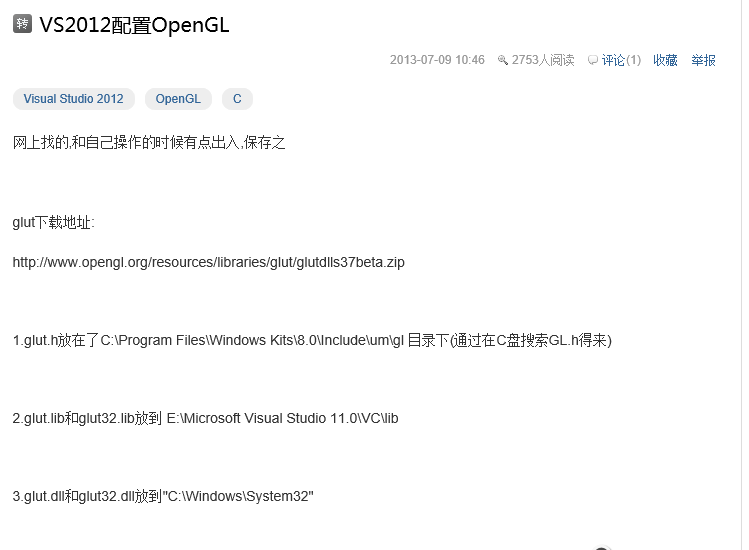 转 VS2012配置OpenGL
2013-07-09 10:46 2753人阅读 评论(1) 收藏 举报
Visual Studio 2012 OpenGL C
网上找的,和自己操作的时候有点出入,保存之
glut下载地址:
http://www.opengl.org/resources/libraries/glut/glutdlls37beta.zip
1.glut.h放在了C:\Program Files\Windows Kits\8.0\Include\um\gl 目录下(通过在C盘搜索GL.h得来)
2.glut.lib和glut32.lib放到 E:\Microsoft Visual Studio 11.0\VC\lib
3.glut.dll和glut32.dll放到"C:\Windows\System32"